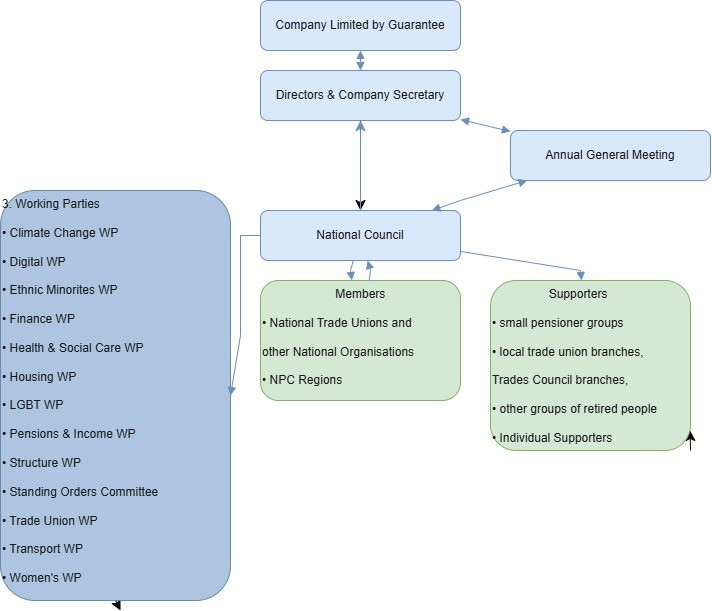 Company Limited by Guarantee
Directors & Company Secretary
Annual General Meeting
National Council
3. Working Parties
• Climate Change WP
• Digital WP
• Ethnic Minorites WP
• Finance WP
• Health & Social Care WP
• Housing WP
• LGBT WP
• Pensions & Income WP
• Structure WP
• Standing Orders Committee
• Trade Union WP
• Transport WP
• Women's WP
Members
• National Trade Unions and
other National Organisations
• NPC Regions
Supporters
• small pensioner groups
• local trade union branches,
Trades Council branches,
• other groups of retired people
• Individual Supporters